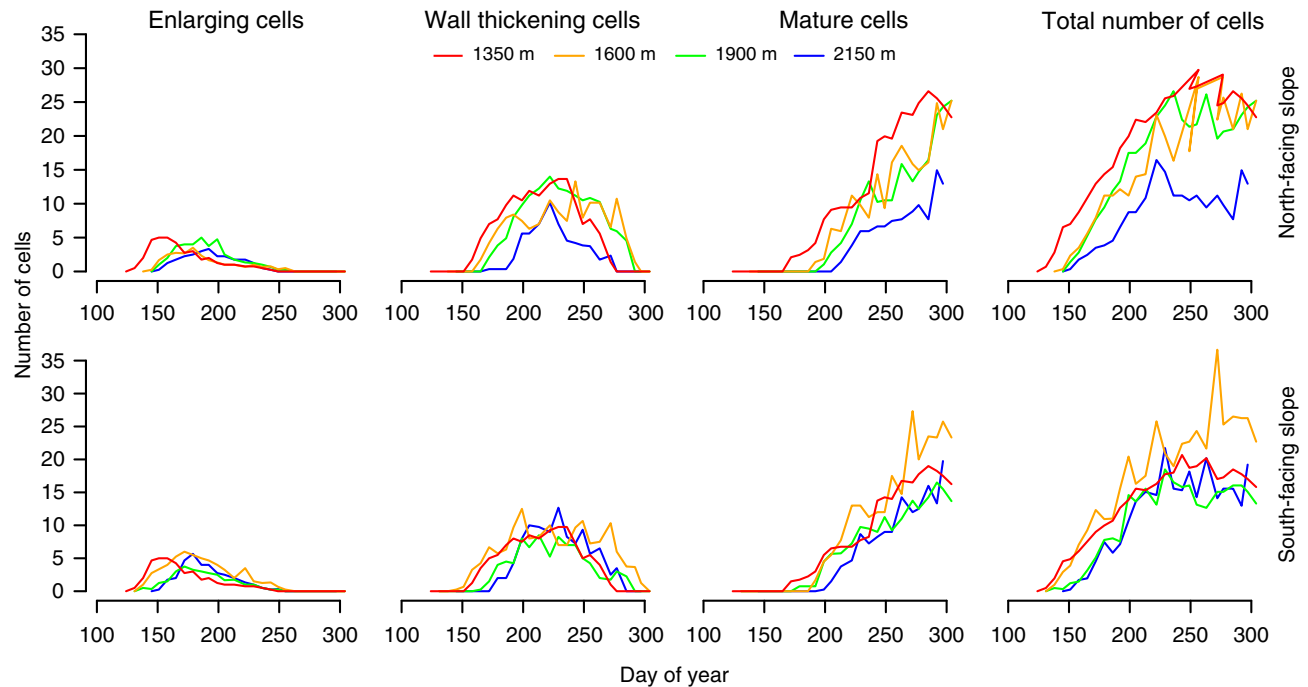 Enlarging cells Wall thickening cells Mature cells Total number of cells
1350 m 1600 m 1900 m 2150 m
35
30
25
20
15
10
5
0
100 150 200 250 300 100 150 200 250 300 100 150 200 250 300 100 150 200 250 300
North-facing slope
Number of cells
35
30
25
20
15
10
5
0
100 150 200 250 300 100 150 200 250 300 100 150 200 250 300 100 150 200 250 300
South-facing slope
Day of year